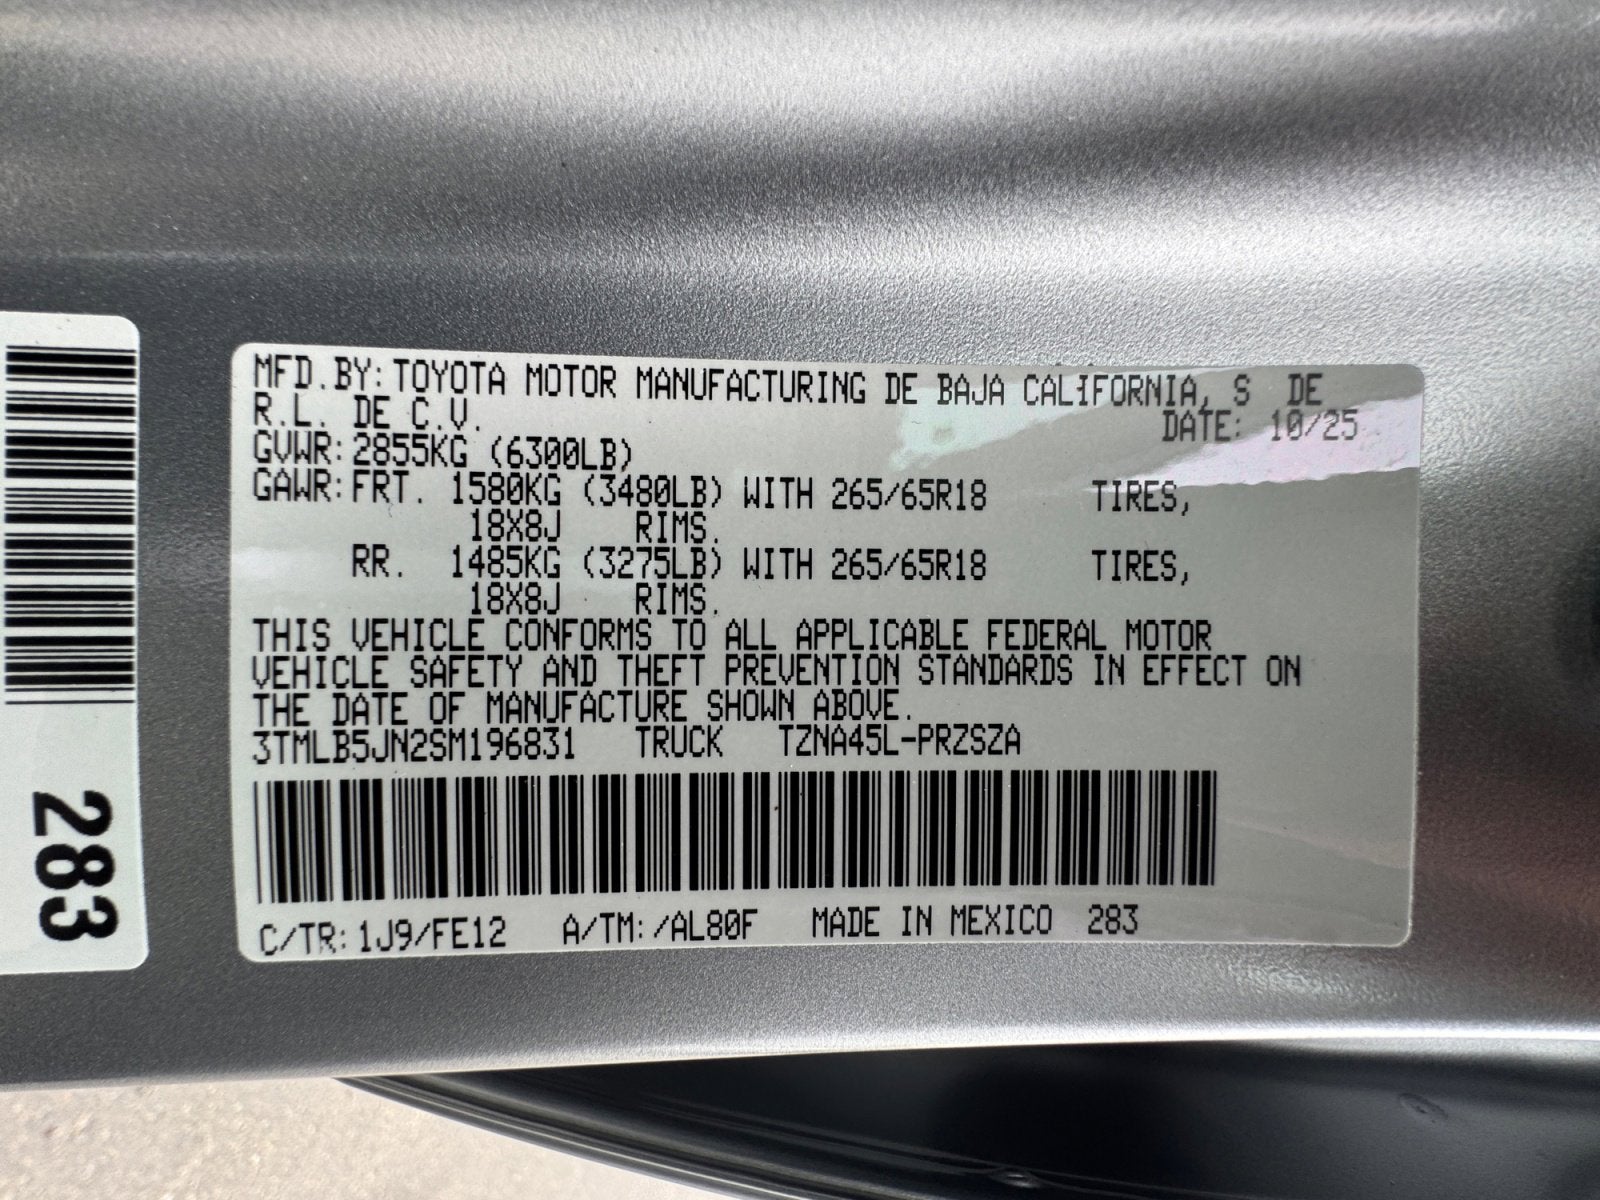 MFD.BY:TOYOTA MOTOR MANUFACTURING DE BAJA CALIFORNIA, S DE
R.L. DE C.V. DATE: 10/25
GVWR:2855KG (6300LB)
GAWR:FRT. 1580KG (3480LB) WITH 265/65R18 TIRES,
18X8J RIMS.
RR. 1485KG (3275LB) WITH 265/65R18 TIRES,
18X8J RIMS.
THIS VEHICLE CONFORMS TO ALL APPLICABLE FEDERAL MOTOR
VEHICLE SAFETY AND THEFT PREVENTION STANDARDS IN EFFECT ON
THE DATE OF MANUFACTURE SHOWN ABOVE.
3TMLB5JN2SM196831 TRUCK TZNA45L-PRZSZA
C/TR:1J9/FE12 A/TM:/AL80F MADE IN MEXICO 283
283